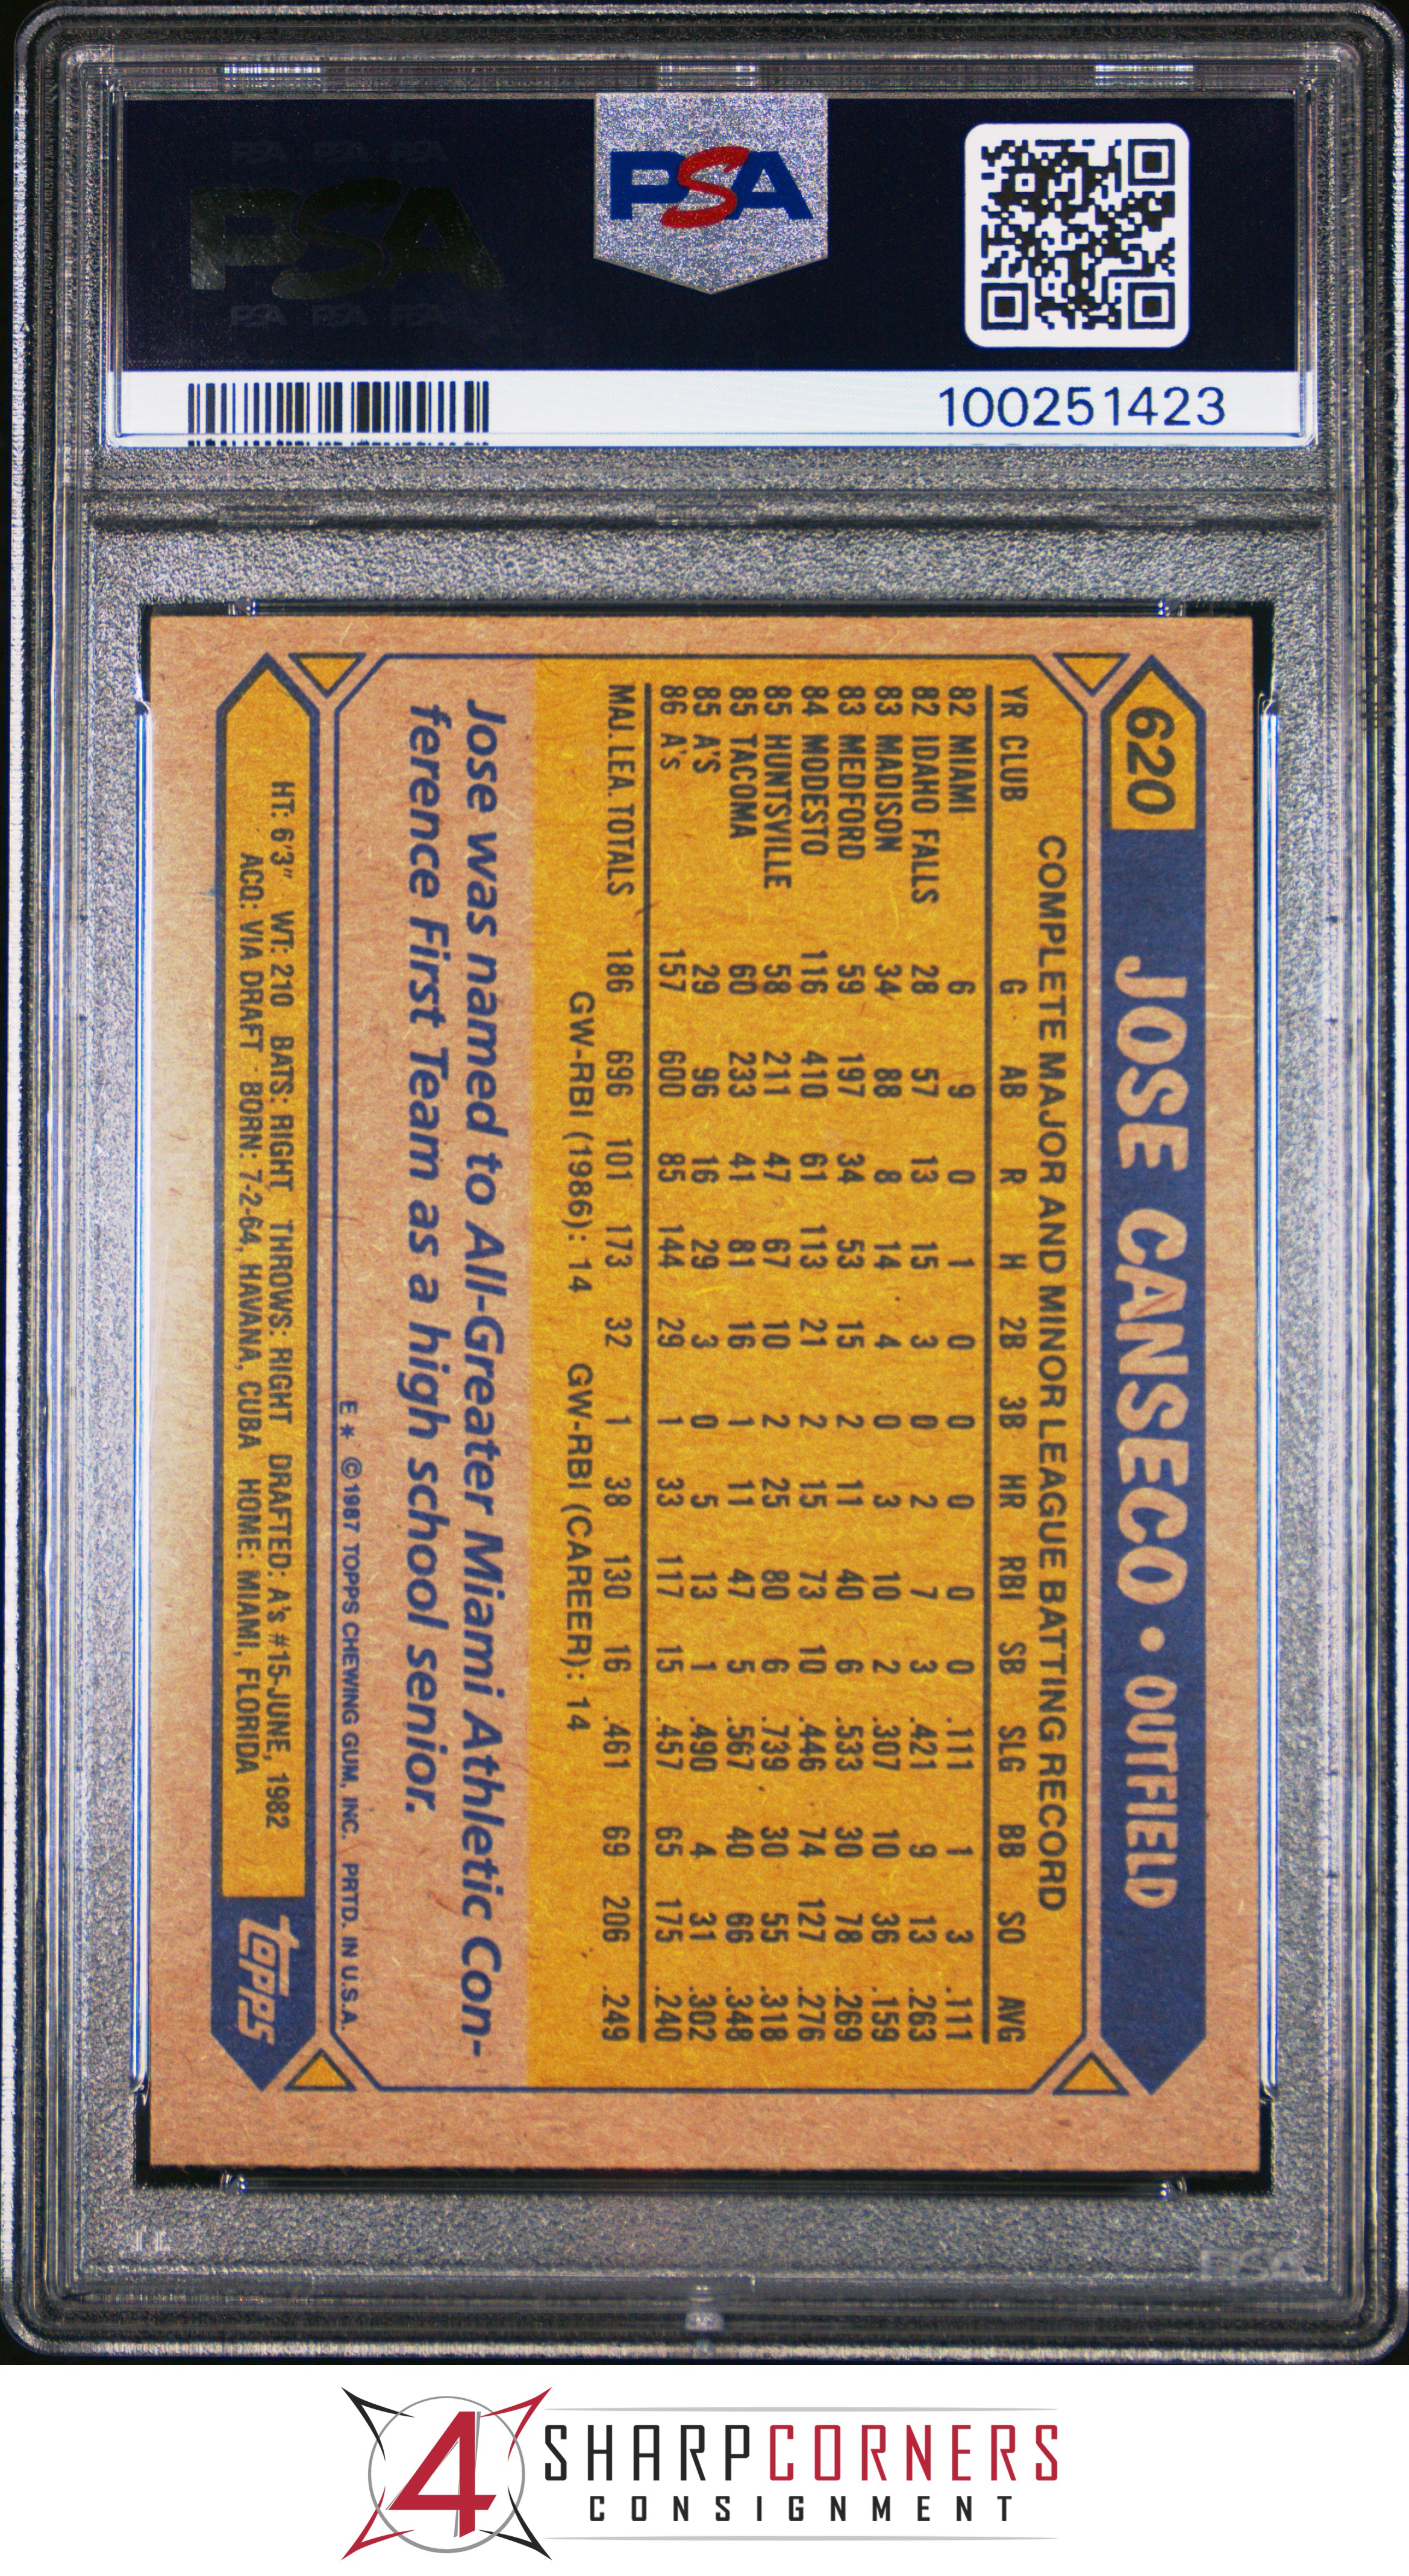 PSA PSA PSA
PSA
PSA PSA PSA
PSA
100251423
620 JOSE CANSECO • OUTFIELD
COMPLETE MAJOR AND MINOR LEAGUE BATTING RECORD
YR CLUB G AB R H 2B 3B HR RBI SB SLG BB SO AVG
82 MIAMI 6 9 0 1 0 0 0 0 0 .111 1 3 .111
82 IDAHO FALLS 28 57 13 15 3 0 2 7 3 .421 9 13 .263
83 MADISON 34 88 8 14 4 0 3 10 2 .307 10 36 .159
83 MEDFORD 59 197 34 53 15 2 11 40 6 .533 30 78 .269
84 MODESTO 116 410 61 113 21 2 15 73 10 .446 74 127 .276
85 HUNTSVILLE 58 211 47 67 10 2 25 80 6 .739 30 55 .318
85 TACOMA 60 233 41 81 16 1 11 47 5 .567 40 66 .348
85 A'S 29 96 16 29 3 0 5 13 1 .490 4 31 .302
86 A's 157 600 85 144 29 1 33 117 15 .457 65 175 .240
MAJ. LEA. TOTALS 186 696 101 173 32 1 38 130 16 .461 69 206 .249
GW-RBI (1986): 14 GW-RBI (CAREER): 14
Jose was named to All-Greater Miami Athletic Con-
ference First Team as a high school senior.
E* © 1987 TOPPS CHEWING GUM, INC. PRTD. IN U.S.A.
HT: 6'3" WT: 210 BATS: RIGHT THROWS: RIGHT DRAFTED: A's #15-JUNE, 1982
ACQ: VIA DRAFT BORN: 7-2-64, HAVANA, CUBA HOME: MIAMI, FLORIDA
topps
PSA
4 SHARPCORNERS
CONSIGNMENT